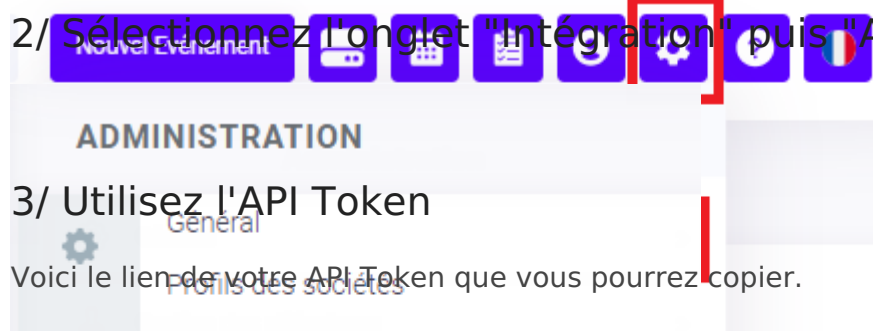 2/ Sélectionnez l'onglet "Intégration" puis "A
Nouvel Evénement
ADMINISTRATION
3/ Utilisez l'API Token
Général
Voici le lien de votre API Token que vous pourrez copier.
Profils des sociétés